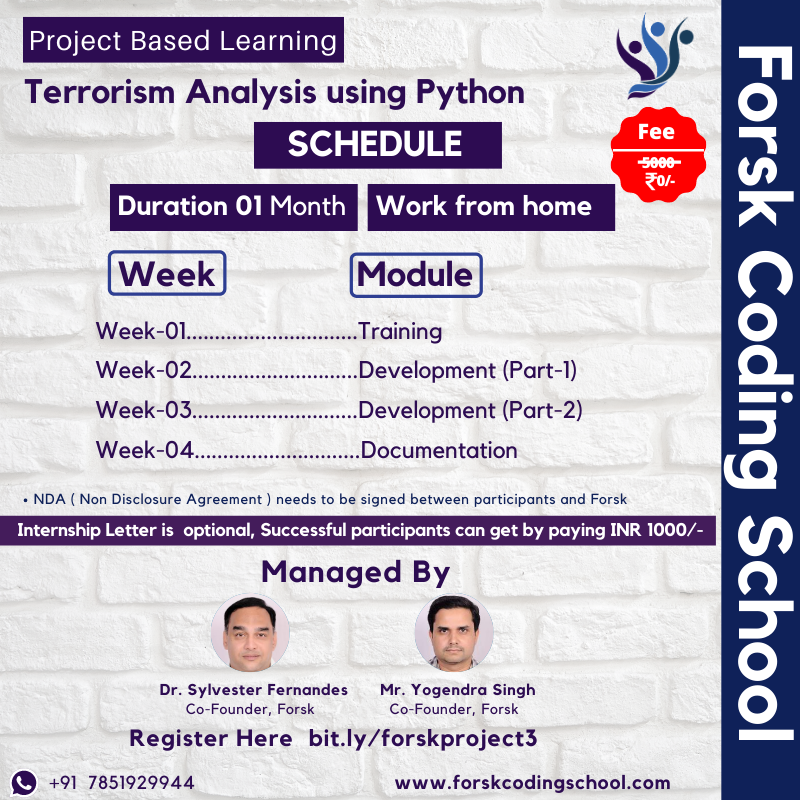 Project Based Learning
Terrorism Analysis using Python
SCHEDULE
Fee
5000
₹0/-
Duration 01 Month
Work from home
Week
Module
Week-01..............................Training
Week-02.............................Development (Part-1)
Week-03.............................Development (Part-2)
Week-04.............................Documentation
• NDA ( Non Disclosure Agreement ) needs to be signed between participants and Forsk
Internship Letter is optional, Successful participants can get by paying INR 1000/-
Managed By
Dr. Sylvester Fernandes
Co-Founder, Forsk
Mr. Yogendra Singh
Co-Founder, Forsk
Register Here bit.ly/forskproject3
+91 7851929944
www.forskcodingschool.com
Forsk Coding School